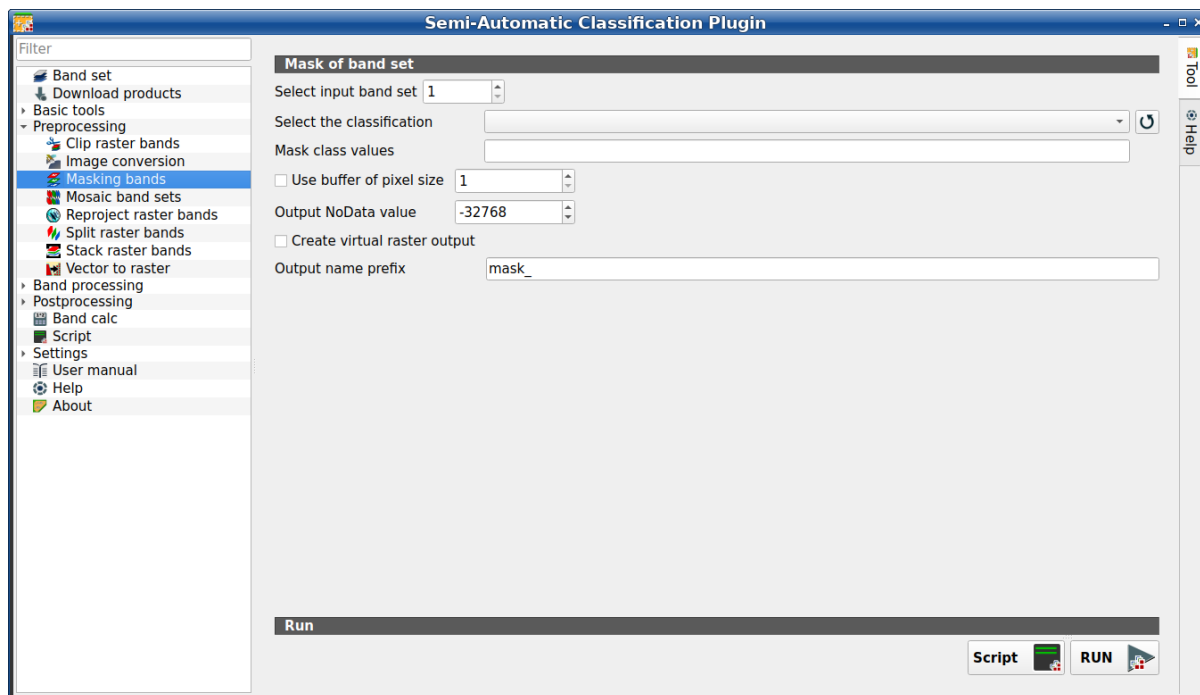 Semi-Automatic Classification Plugin
Filter
Band set
Download products
Basic tools
Preprocessing
Clip raster bands
Image conversion
Masking bands
Mosaic band sets
Reproject raster bands
Split raster bands
Stack raster bands
Vector to raster
Band processing
Postprocessing
Band calc
Script
Settings
User manual
Help
About
Mask of band set
Select input band set 1
Select the classification
Mask class values
Use buffer of pixel size 1
Output NoData value -32768
Create virtual raster output
Output name prefix mask_
Run
Script RUN
Tool
Help